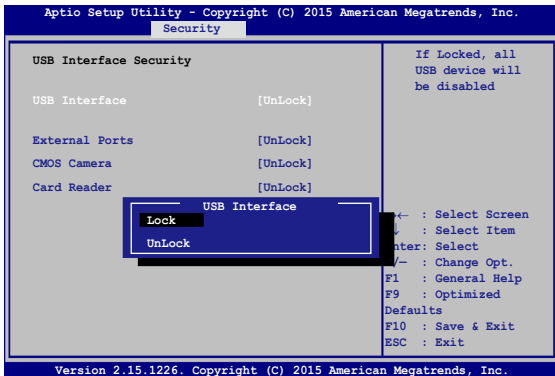 Aptio Setup Utility - Copyright (C) 2015 American Megatrends, Inc.
Security
USB Interface Security
USB Interface [UnLock]
External Ports [UnLock]
CMOS Camera [UnLock]
Card Reader [UnLock]
USB Interface
Lock
UnLock
If Locked, all
USB device will
be disabled
← : Select Screen
↓ : Select Item
nter: Select
/— : Change Opt.
F1 : General Help
F9 : Optimized
Defaults
F10 : Save & Exit
ESC : Exit
Version 2.15.1226. Copyright (C) 2015 American Megatrends, Inc.